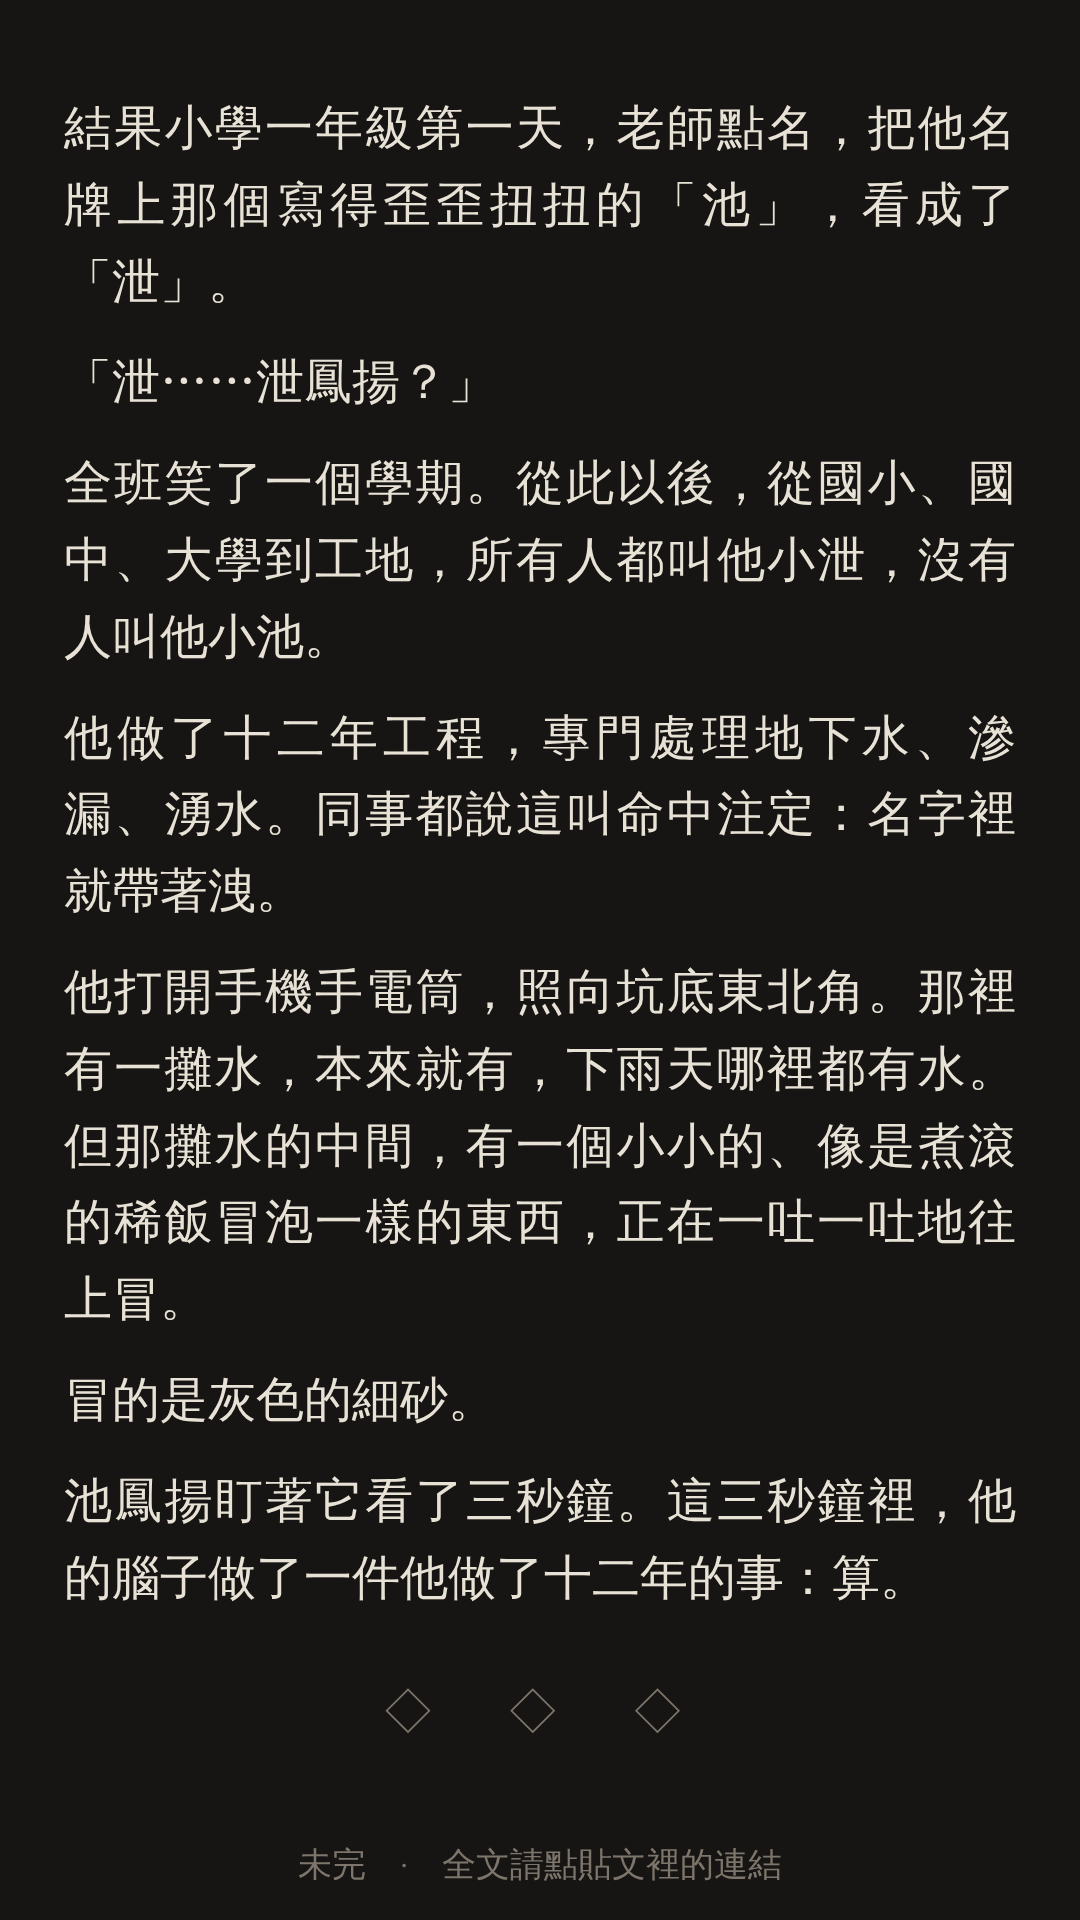 結果小學一年級第一天，老師點名，把他名
牌上那個寫得歪歪扭扭的「池」，看成了
「泄」。
「泄⋯⋯泄鳳揚？」
全班笑了一個學期。從此以後，從國小、國
中、大學到工地，所有人都叫他小泄，沒有
人叫他小池。
他做了十二年工程，專門處理地下水、滲
漏、湧水。同事都說這叫命中注定：名字裡
就帶著洩。
他打開手機手電筒，照向坑底東北角。那裡
有一攤水，本來就有，下雨天哪裡都有水。
但那攤水的中間，有一個小小的、像是煮滾
的稀飯冒泡一樣的東西，正在一吐一吐地往
上冒。
冒的是灰色的細砂。
池鳳揚盯著它看了三秒鐘。這三秒鐘裡，他
的腦子做了一件他做了十二年的事：算。
◇ ◇ ◇
未完 · 全文請點貼文裡的連結